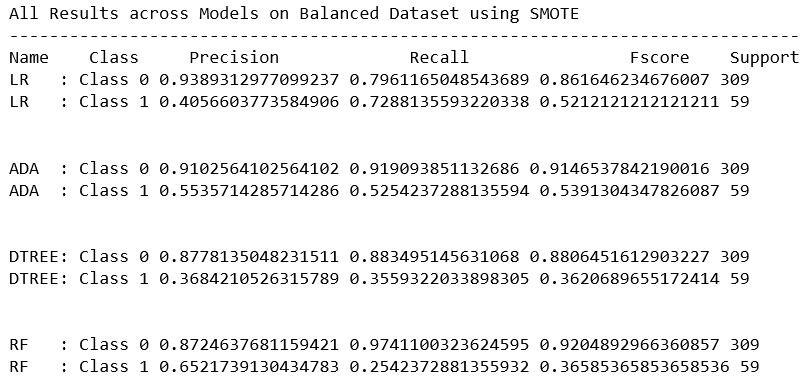 All Results across Models on Balanced Dataset using SMOTE
-------------------------------------------------------------------------------
Name Class Precision Recall Fscore Support
LR : Class 0 0.9389312977099237 0.7961165048543689 0.861646234676007 309
LR : Class 1 0.4056603773584906 0.7288135593220338 0.5212121212121211 59
ADA : Class 0 0.9102564102564102 0.919093851132686 0.9146537842190016 309
ADA : Class 1 0.5535714285714286 0.5254237288135594 0.5391304347826087 59
DTREE: Class 0 0.8778135048231511 0.883495145631068 0.8806451612903227 309
DTREE: Class 1 0.3684210526315789 0.3559322033898305 0.3620689655172414 59
RF : Class 0 0.8724637681159421 0.9741100323624595 0.9204892966360857 309
RF : Class 1 0.6521739130434783 0.2542372881355932 0.36585365853658536 59